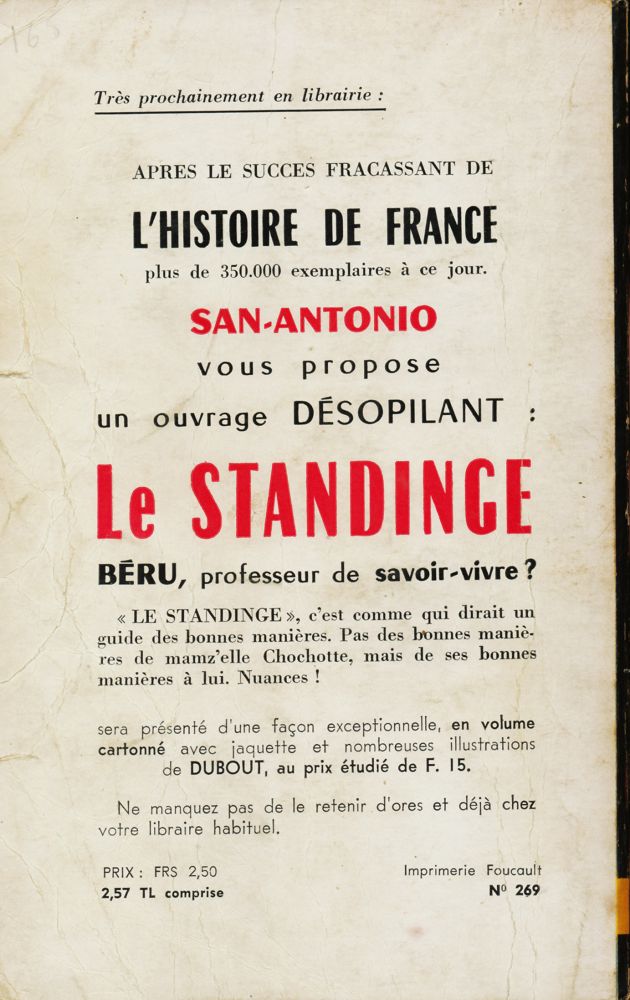 165
Très prochainement en librairie :
APRES LE SUCCES FRACASSANT DE
L'HISTOIRE DE FRANCE
plus de 350.000 exemplaires à ce jour.
SAN-ANTONIO
vous propose
un ouvrage DÉSOPILANT :
Le STANDINGE
BÉRU, professeur de savoir-vivre ?
« LE STANDINGE », c'est comme qui dirait un
guide des bonnes manières. Pas des bonnes maniè-
res de mamz'elle Chochotte, mais de ses bonnes
manières à lui. Nuances !
sera présenté d'une façon exceptionnelle, en volume
cartonné avec jaquette et nombreuses illustrations
de DUBOUT, au prix étudié de F. 15.
Ne manquez pas de le retenir d'ores et déjà chez
votre libraire habituel.
PRIX : FRS 2,50
2,57 TL comprise
Imprimerie Foucault
Nº 269